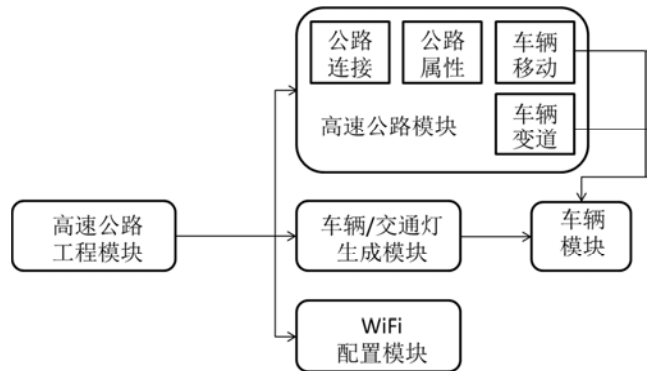 公路
连接
公路
属性
车辆
移动
高速公路模块
车辆
变道
高速公路
工程模块
车辆/交通灯
生成模块
车辆
模块
WiFi
配置模块